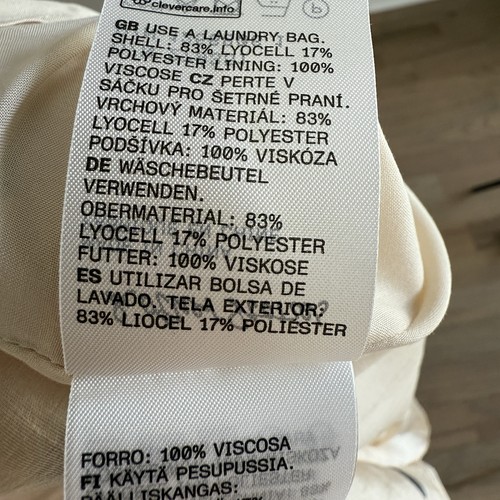 clevercare.info
GB USE A LAUNDRY BAG.
SHELL: 83% LYOCELL 17%
POLYESTER LINING: 100%
VISCOSE CZ PERTE V
SÁČKU PRO ŠETRNÉ PRANÍ.
VRCHOVÝ MATERIÁL: 83%
LYOCELL 17% POLYESTER
PODŠÍVKA: 100% VISKÓZA
DE WÄSCHEBEUTEL
VERWENDEN.
OBERMATERIAL: 83%
LYOCELL 17% POLYESTER
FUTTER: 100% VISKOSE
ES UTILIZAR BOLSA DE
LAVADO. TELA EXTERIOR:
83% LIOCEL 17% POLIÉSTER
FORRO: 100% VISCOSA
FI KÄYTÄ PESUPUSSIA.
PÄÄLLISKANGAS: